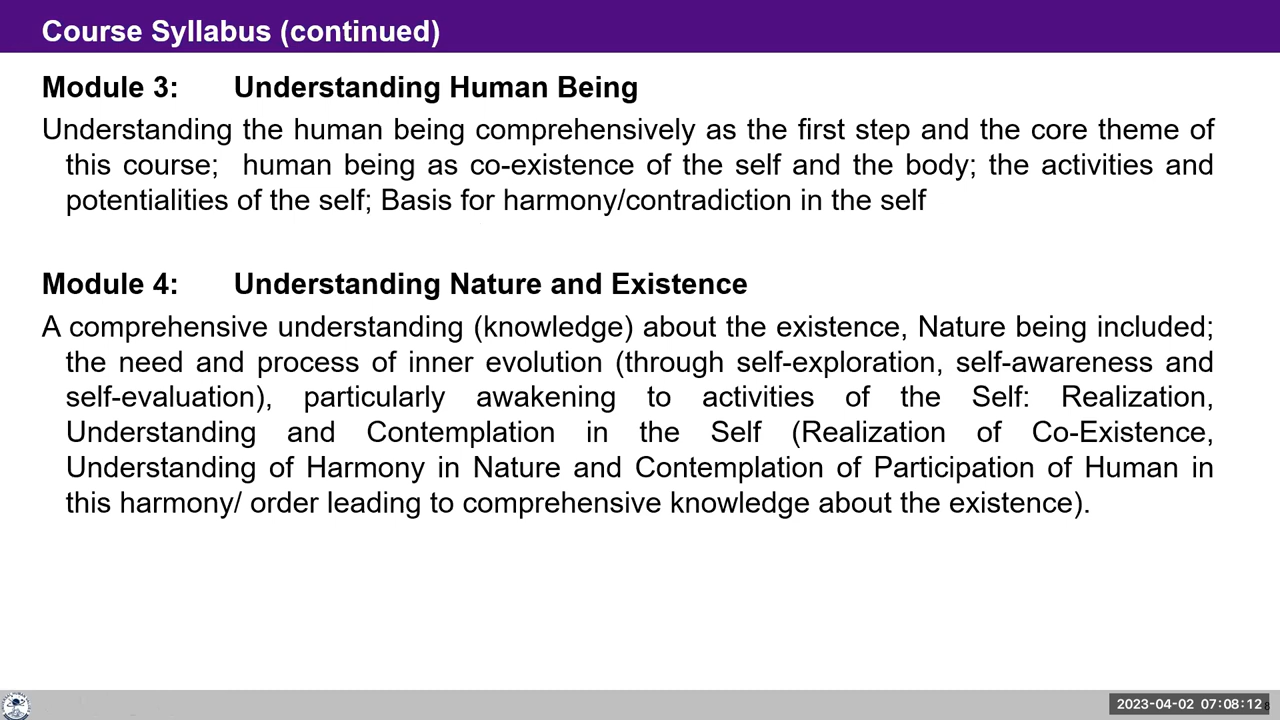 Course Syllabus (continued)
Module 3: Understanding Human Being
Understanding the human being comprehensively as the first step and the core theme of
this course; human being as co-existence of the self and the body; the activities and
potentialities of the self; Basis for harmony/contradiction in the self
Module 4: Understanding Nature and Existence
A comprehensive understanding (knowledge) about the existence, Nature being included;
the need and process of inner evolution (through self-exploration, self-awareness and
self-evaluation), particularly awakening to activities of the Self: Realization,
Understanding and Contemplation in the Self (Realization of Co-Existence,
Understanding of Harmony in Nature and Contemplation of Participation of Human in
this harmony/ order leading to comprehensive knowledge about the existence).
2023-04-02 07:08:12
8